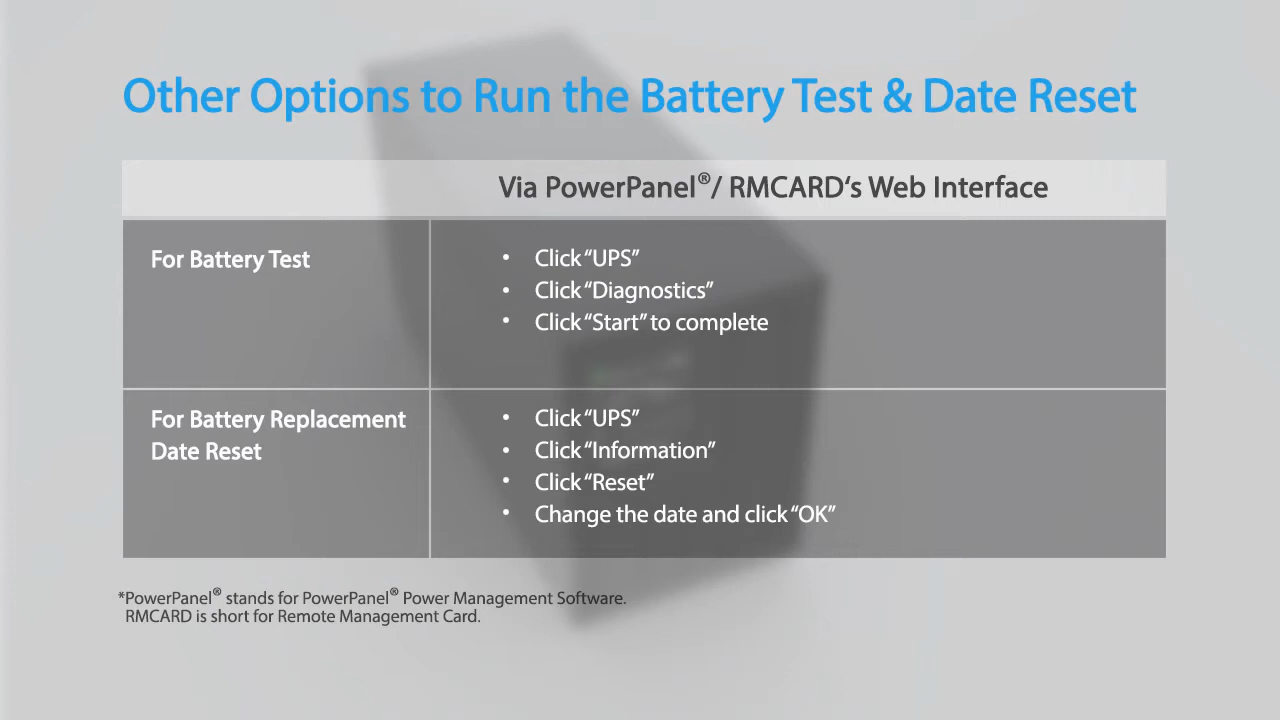 Other Options to Run the Battery Test & Date Reset
Via PowerPanel®/ RMCARD‘s Web Interface
For Battery Test
• Click “UPS”
• Click “Diagnostics”
• Click “Start” to complete
For Battery Replacement
Date Reset
• Click “UPS”
• Click “Information”
• Click “Reset”
• Change the date and click “OK”
*PowerPanel® stands for PowerPanel® Power Management Software.
RMCARD is short for Remote Management Card.